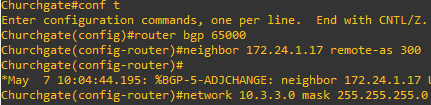 Churchgate#conf t
Enter configuration commands, one per line.  End with CNTL/Z.
Churchgate(config)#router bgp 65000
Churchgate(config-router)#neighbor 172.24.1.17 remote-as 300
Churchgate(config-router)#
*May  7 10:04:44.195: %BGP-5-ADJCHANGE: neighbor 172.24.1.17 U
Churchgate(config-router)#network 10.3.3.0 mask 255.255.255.0